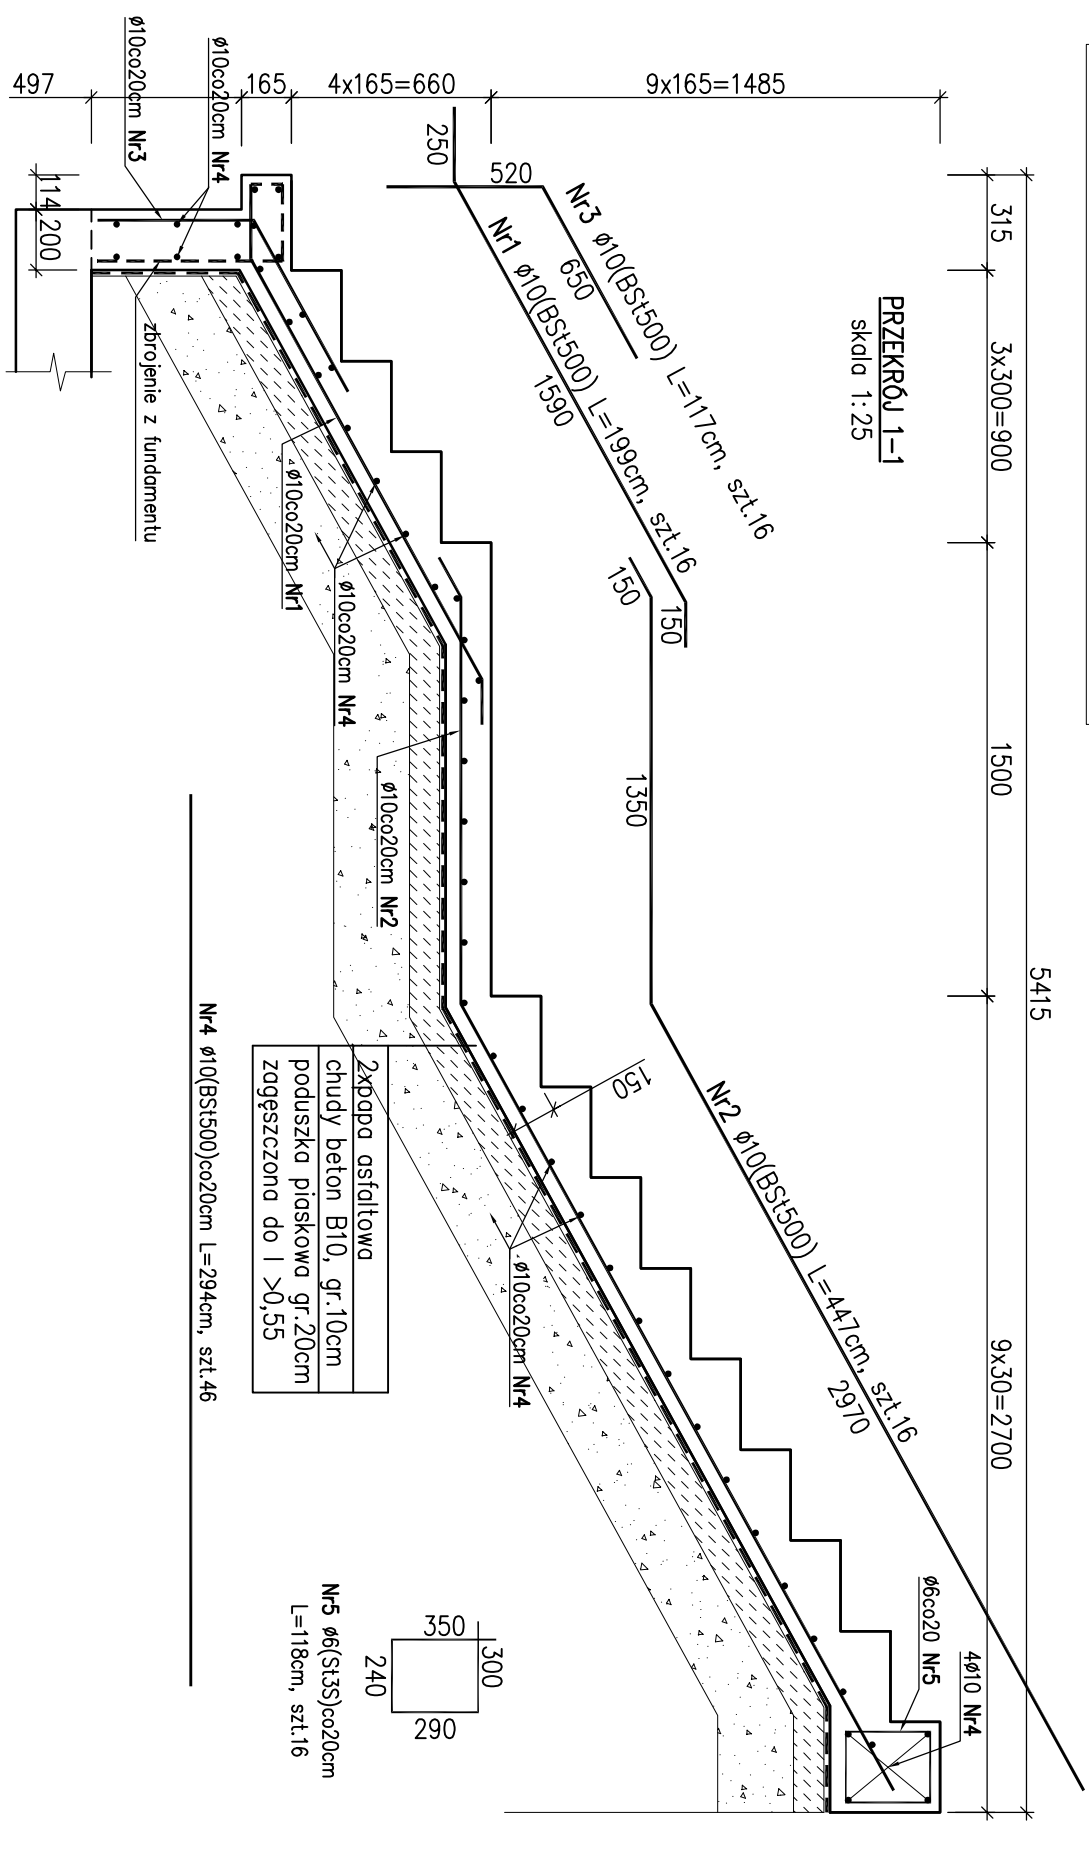 PRZEKRÓJ 1-1
skala 1:25
5415
315
3x300=900
1500
9x30=2700
497
165
4x165=660
9x165=1485
114
200
250
520
Nr3 ø10(BSt500) L=117cm, szt.16
650
Nr1 ø10(BSt500) L=199cm, szt.16
1590
150
150
1350
Nr2 ø10(BSt500) L=447cm, szt.16
2970
ø10co20cm Nr3
ø10co20cm Nr4
zbrojenie z fundamentu
ø10co20cm Nr1
ø10co20cm Nr4
ø10co20cm Nr2
150
ø10co20cm Nr4
ø6co20 Nr5
4ø10 Nr4
2xpapa asfaltowa
chudy beton B10, gr.10cm
poduszka piaskowa gr.20cm
zagęszczona do I >0,55
Nr4 ø10(BSt500)co20cm L=294cm, szt.46
350
300
240
290
Nr5 ø6(St3S)co20cm
L=118cm, szt.16